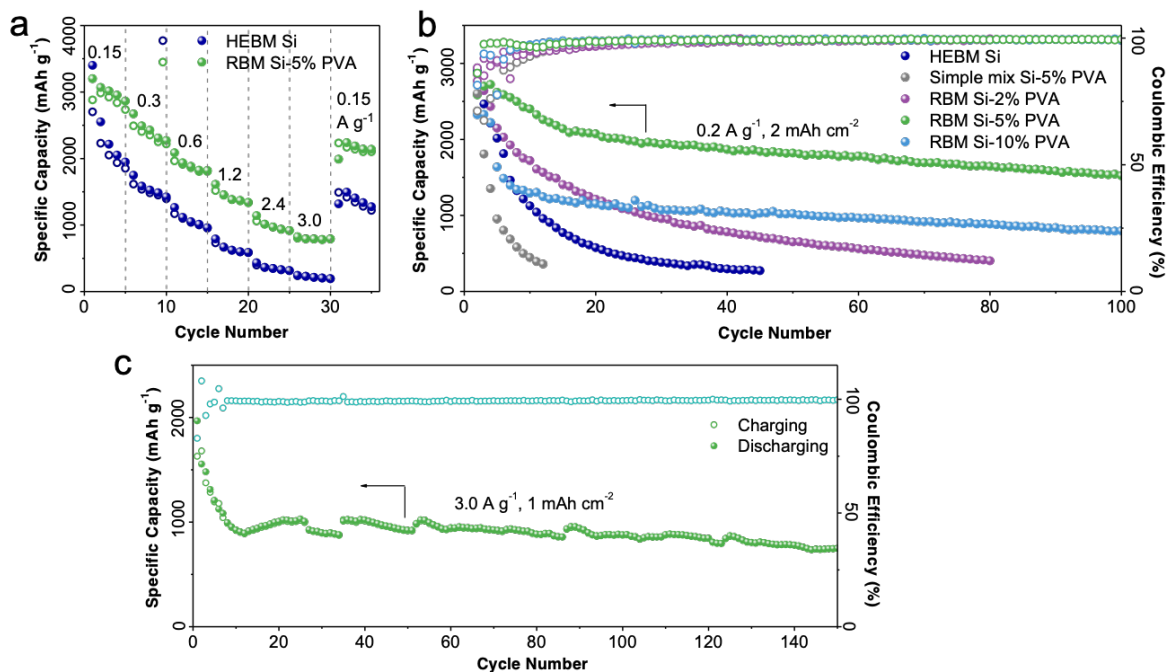 a
Specific Capacity (mAh g⁻¹)
4000
3000
2000
1000
0
0.15
HEBM Si
RBM Si-5% PVA
0.3
0.6
1.2
2.4
3.0
0.15
A g⁻¹
0 5 10 15 20 25 30
Cycle Number
b
Specific Capacity (mAh g⁻¹)
3000
2000
1000
0
HEBM Si
Simple mix Si-5% PVA
RBM Si-2% PVA
RBM Si-5% PVA
RBM Si-10% PVA
0.2 A g⁻¹, 2 mAh cm⁻²
100
50
0
Coulombic Efficiency (%)
0 20 40 60 80 100
Cycle Number
c
Specific Capacity (mAh g⁻¹)
2000
1000
0
Charging
Discharging
3.0 A g⁻¹, 1 mAh cm⁻²
100
50
0
Coulombic Efficiency (%)
0 20 40 60 80 100 120 140
Cycle Number